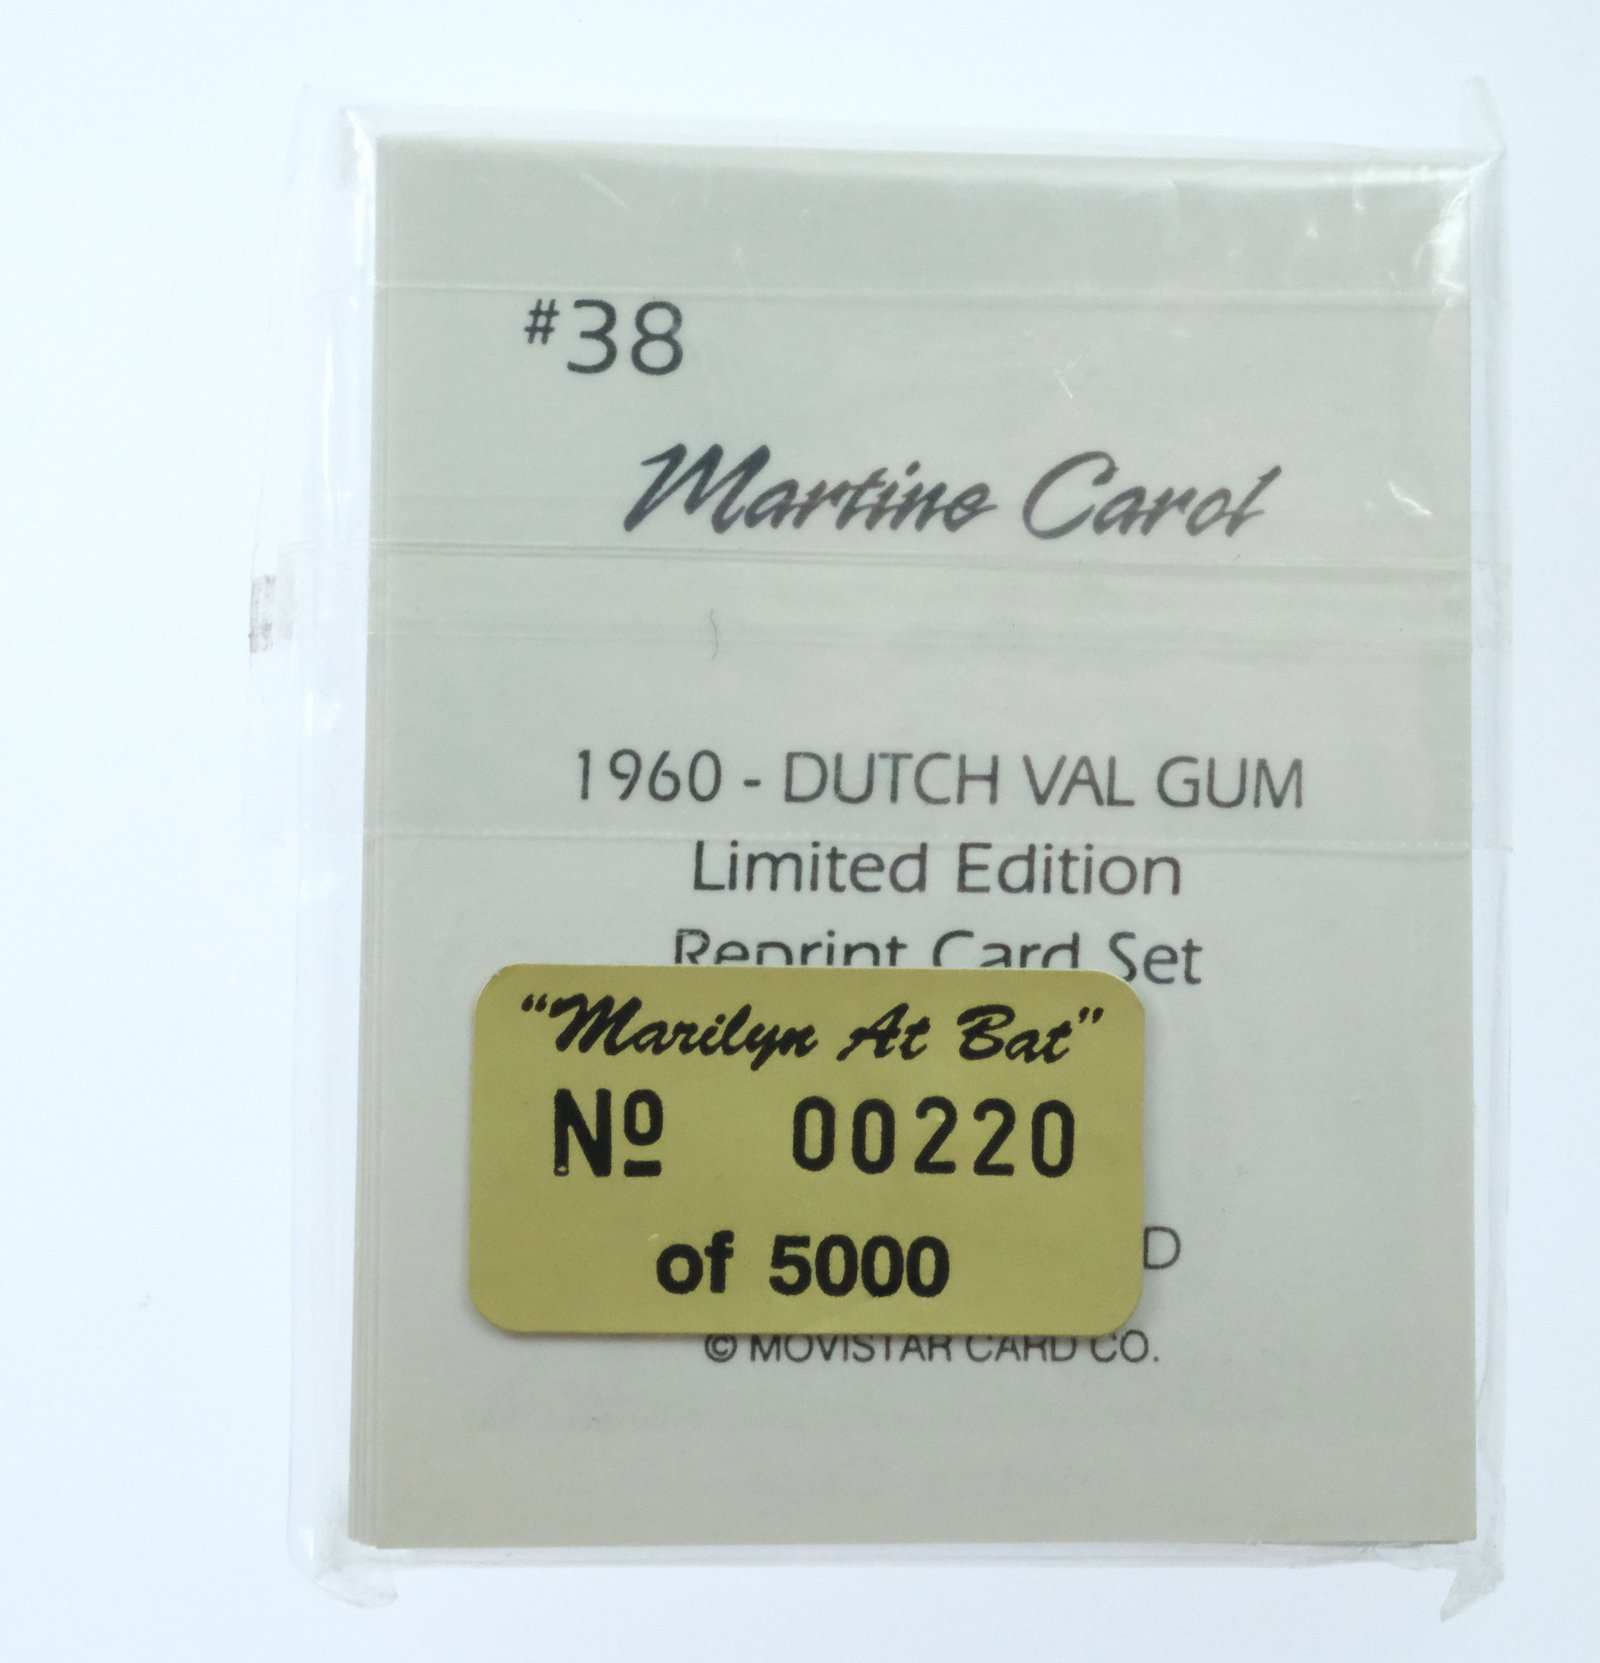 #38
Martine Carol
1960 - DUTCH VAL GUM
Limited Edition
Reprint Card Set
"Marilyn At Bat"
Nº 00220
of 5000
D
© MOVISTAR CARD CO.